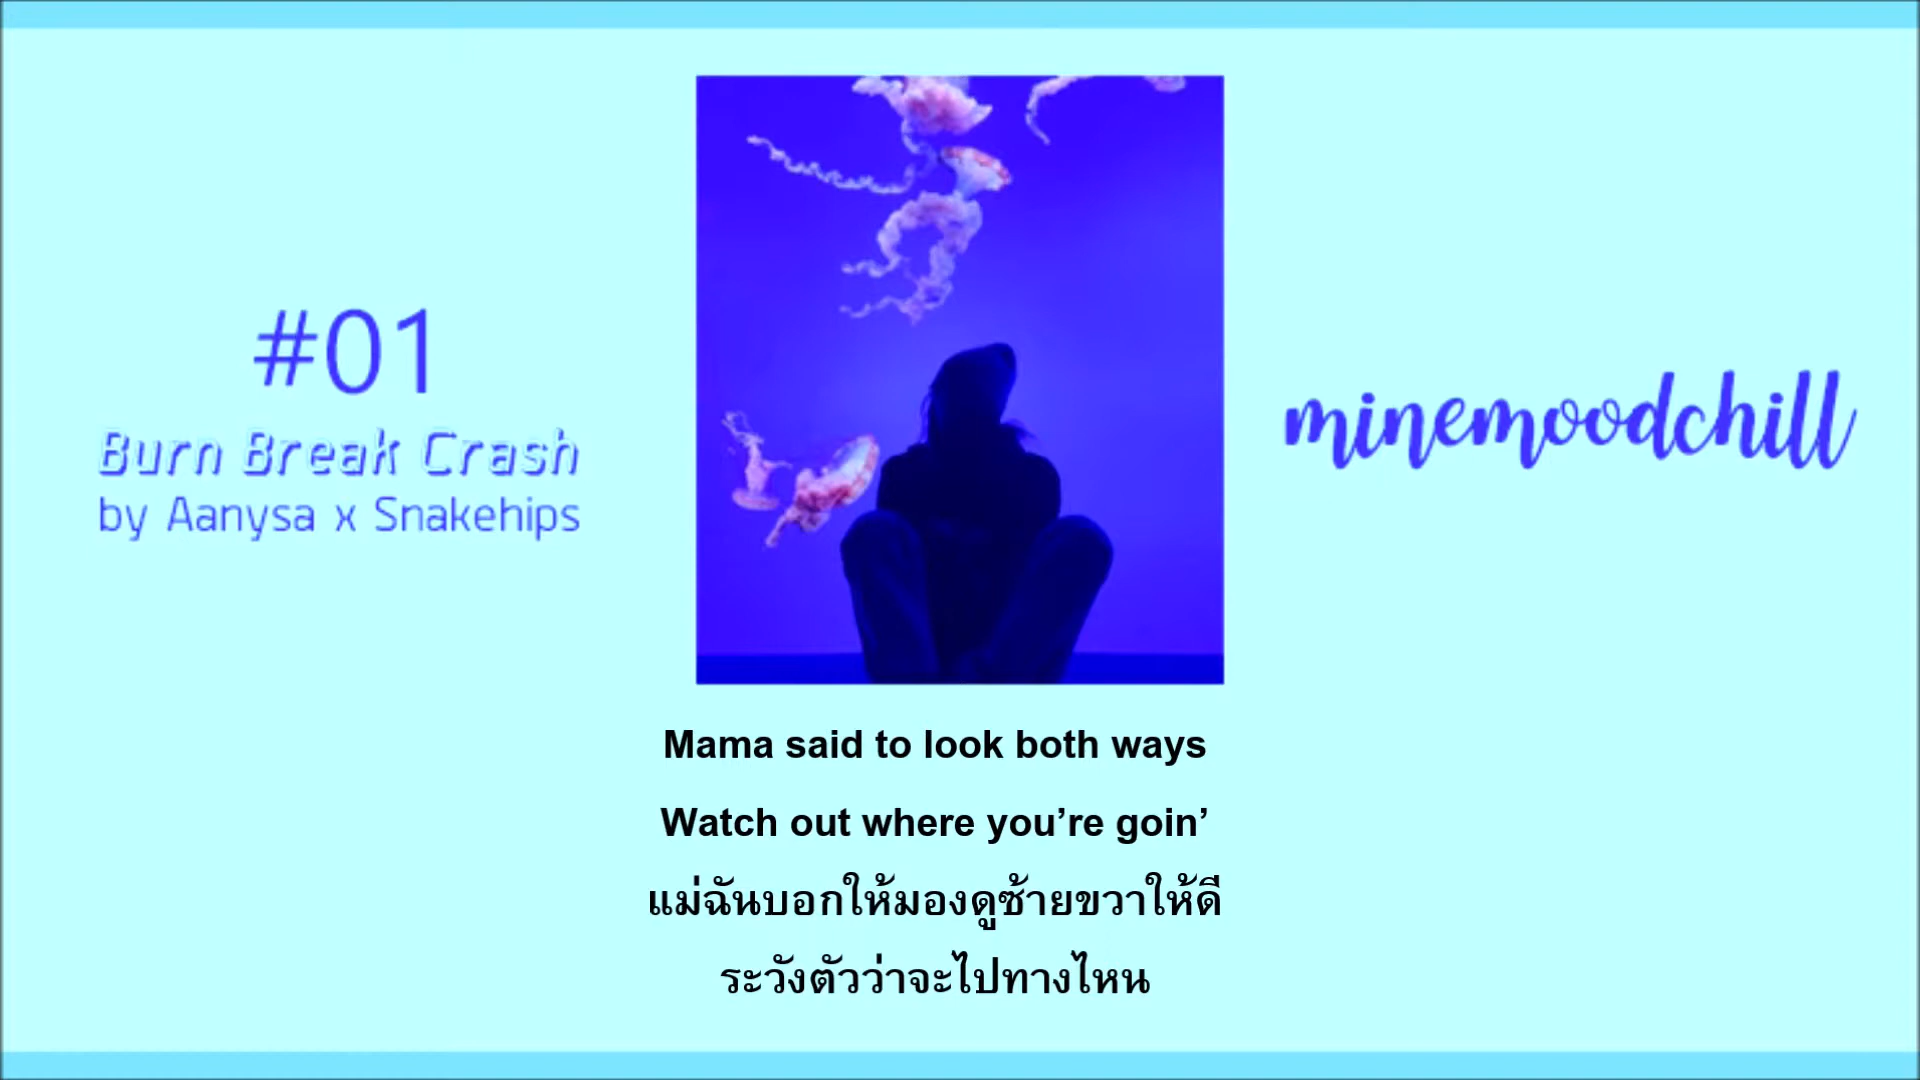 #01
Burn Break Crash
by Aanysa x Snakehips
minemoodchill
Mama said to look both ways
Watch out where you’re goin’
แม่ฉันบอกให้มองดูซ้ายขวาให้ดี
ระวังตัวว่าจะไปทางไหน